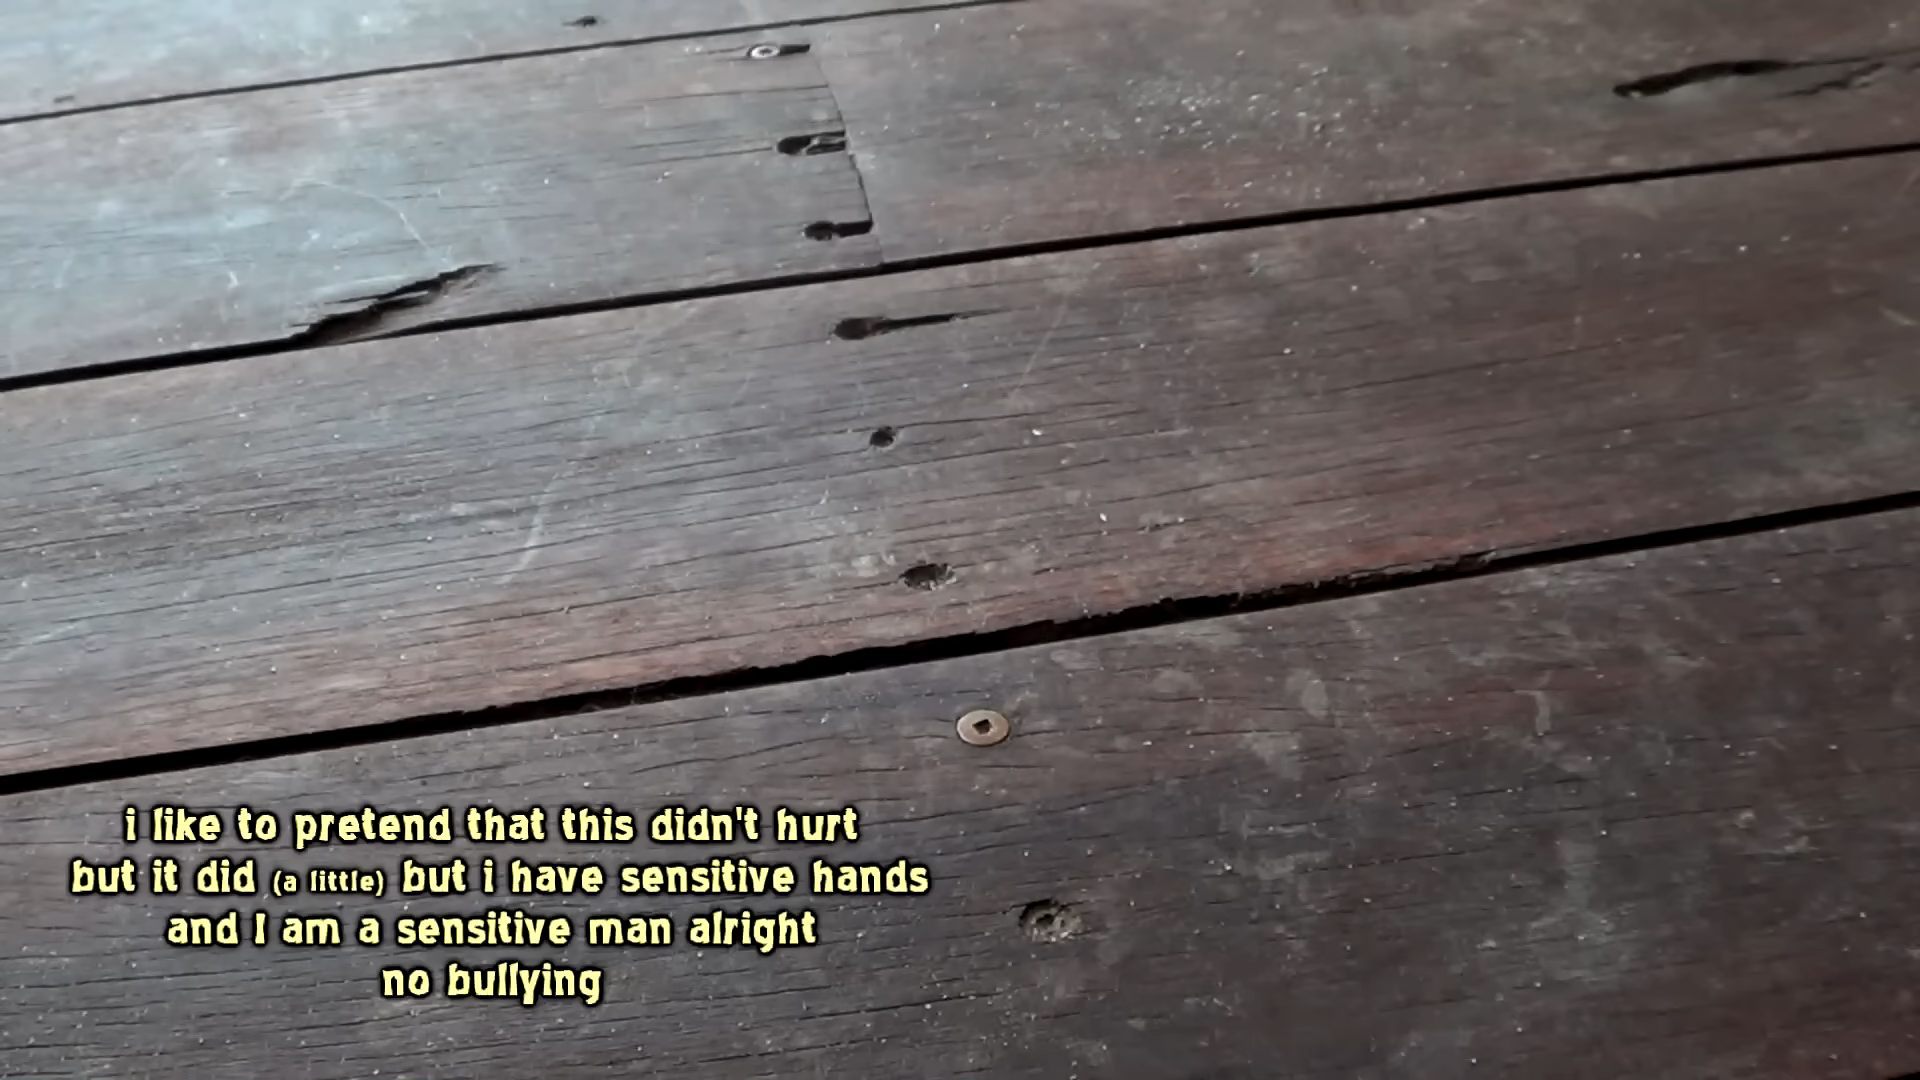 i like to pretend that this didn't hurt
but it did (a little) but i have sensitive hands
and I am a sensitive man alright
no bullying